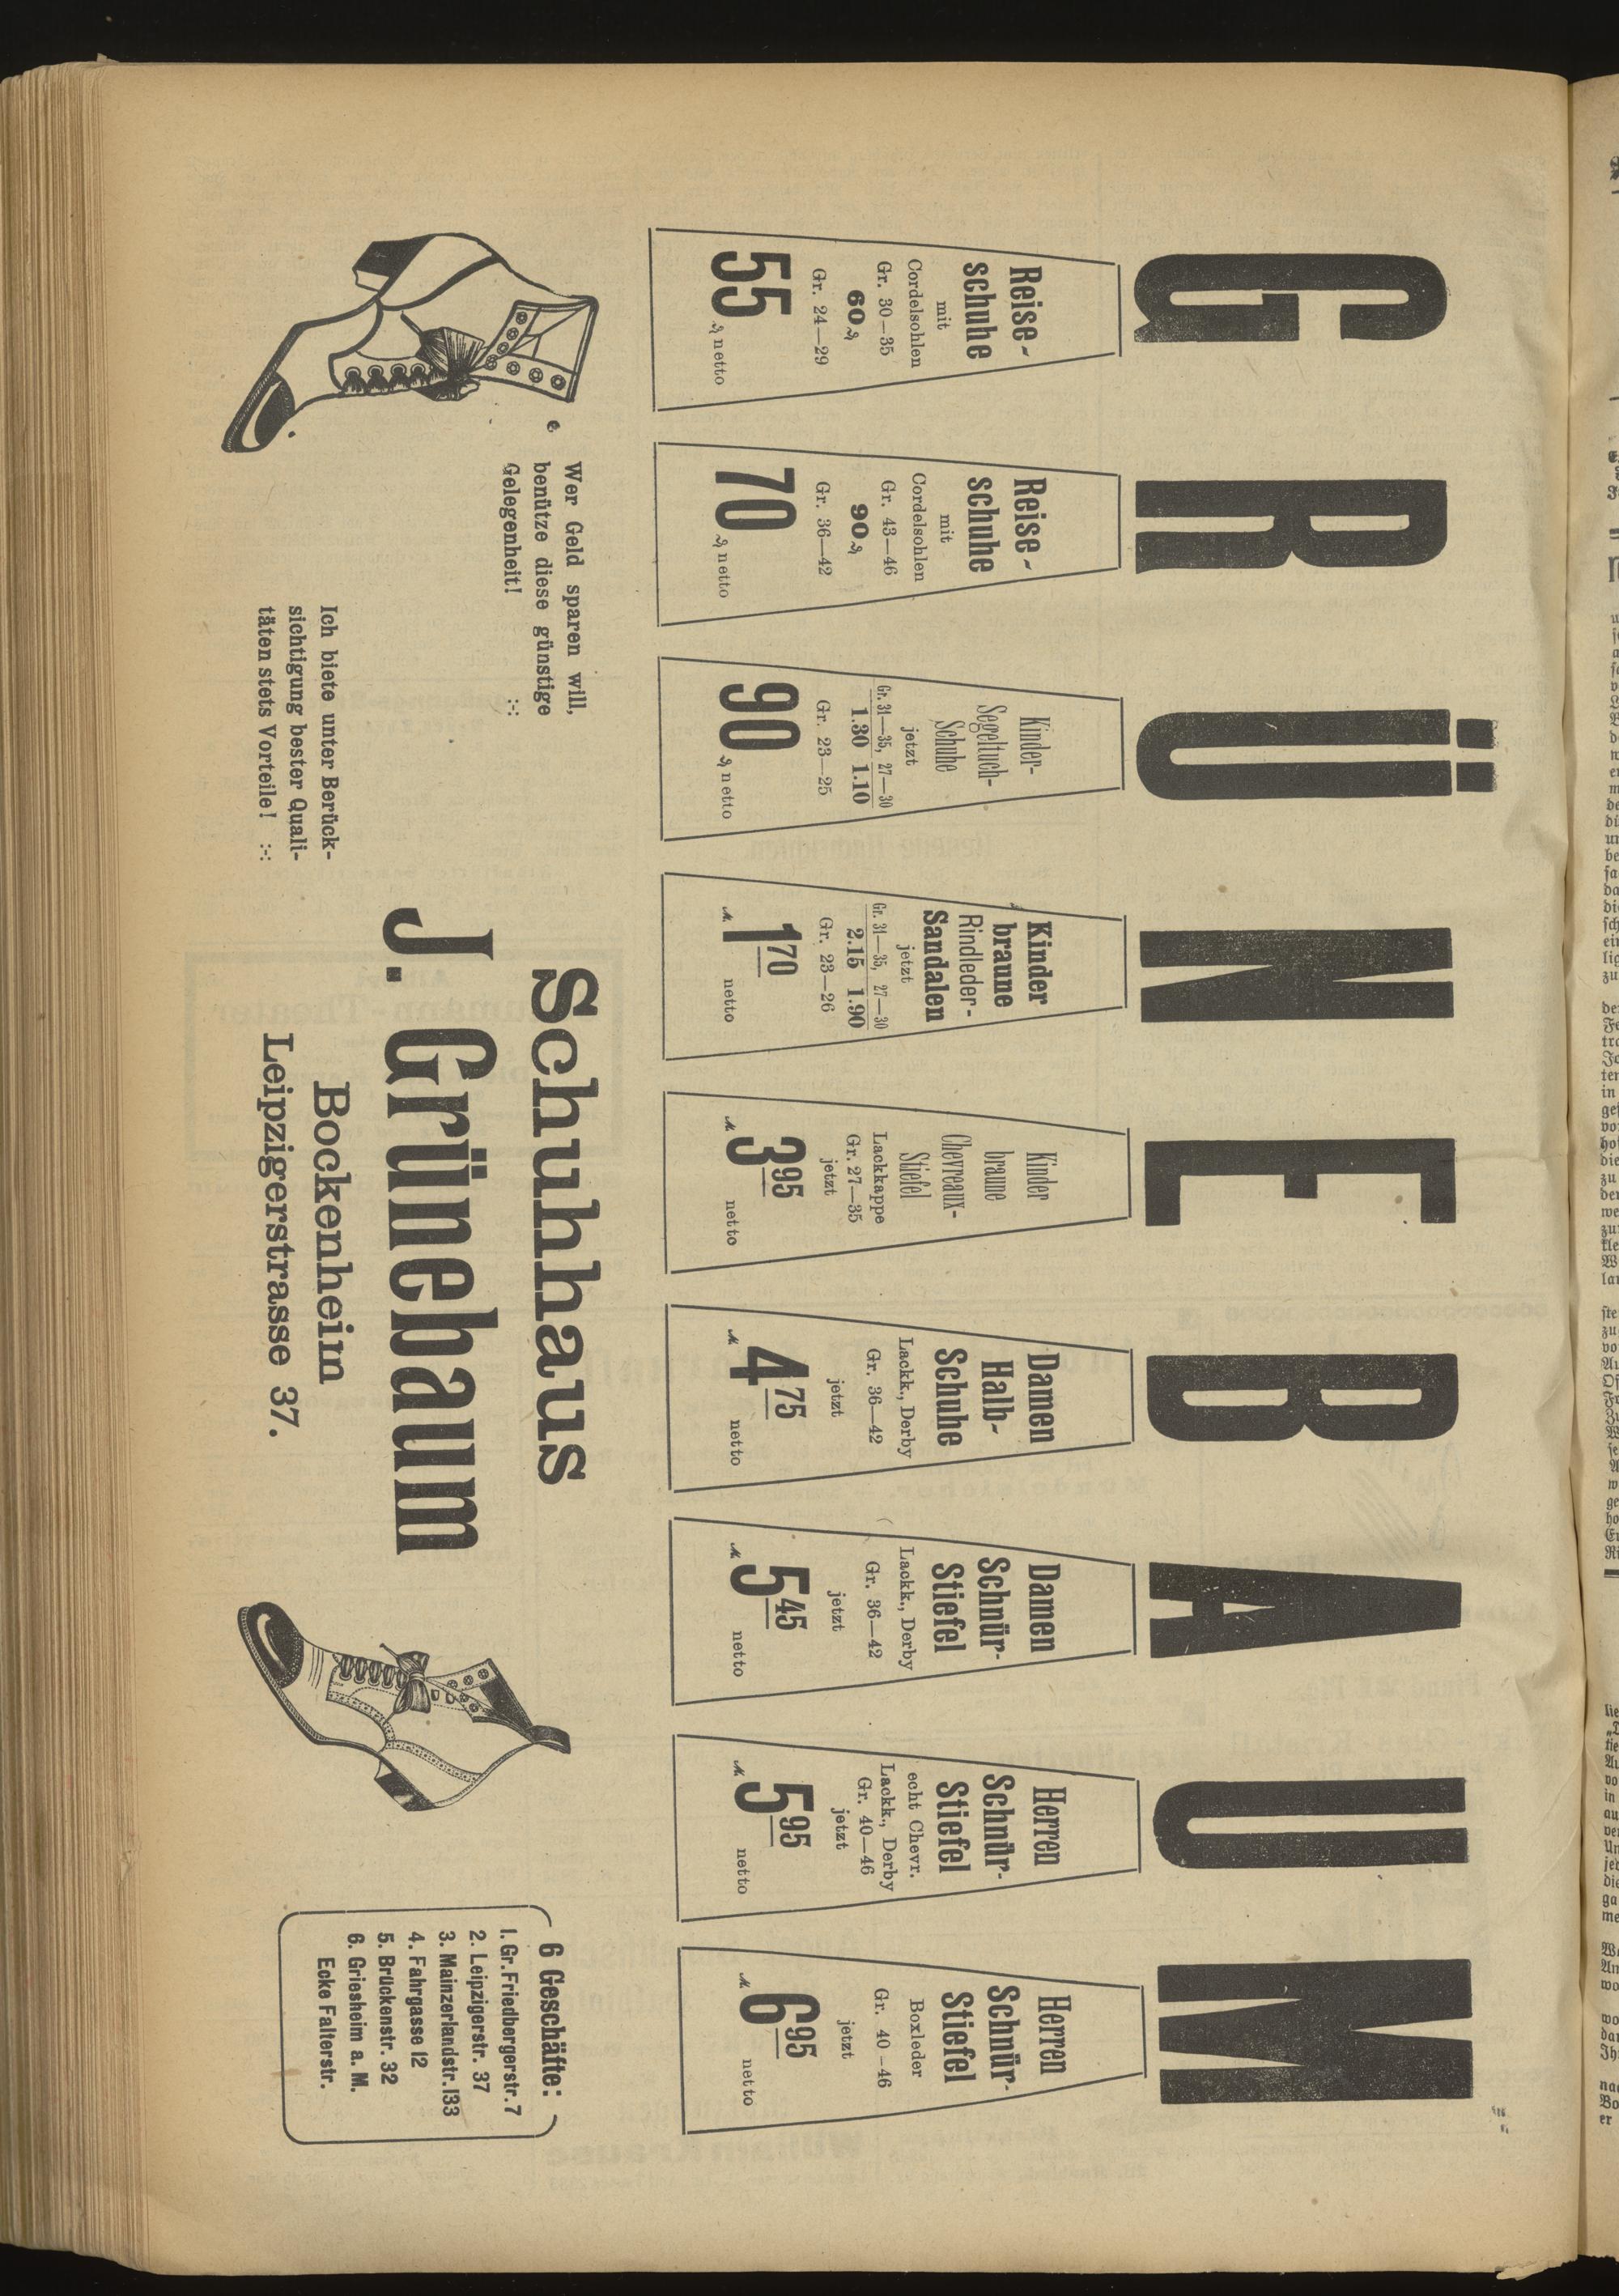 GRÜNEBAUM
Reise-
schuhe
mit
Cordelsohlen
Gr. 30—35
60 ₰
Gr. 24—29
55 ₰ netto
Reise-
schuhe
mit
Cordelsohlen
Gr. 43—46
90 ₰
Gr. 36—42
70 ₰ netto
Kinder-
Segeltuch-
Schuhe
jetzt
Gr. 31—35, 27—30
1.30 1.10
Gr. 23—25
90 ₰ netto
Kinder
braune
Rindleder-
Sandalen
jetzt
Gr. 31—35, 27—30
2.15 1.90
Gr. 23—26
ℳ 1 70 netto
Kinder
braune
Chevreaux-
Stiefel
Lackkappe
Gr. 27—35
jetzt
ℳ 3 95 netto
Damen
Halb-
Schuhe
Lackk., Derby
Gr. 36—42
jetzt
ℳ 4 75 netto
Damen
Schnür-
Stiefel
Lackk., Derby
Gr. 36—42
jetzt
ℳ 5 45 netto
Herren
Schnür-
Stiefel
echt Chevr.
Lackk., Derby
Gr. 40—46
jetzt
ℳ 5 95 netto
Herren
Schnür-
Stiefel
Boxleder
Gr. 40—46
jetzt
ℳ 6 95 netto
Wer Geld sparen will,
benütze diese günstige
Gelegenheit! :-:
Ich biete unter Berück-
sichtigung bester Quali-
täten stets Vorteile! :-:
Schuhhaus
J. Grünebaum
Bockenheim
Leipzigerstrasse 37.
6 Geschäfte:
1. Gr. Friedbergerstr. 7
2. Leipzigerstr. 37
3. Mainzerlandstr. 133
4. Fahrgasse 12
5. Brückenstr. 32
6. Griesheim a. M.
Ecke Falterstr.